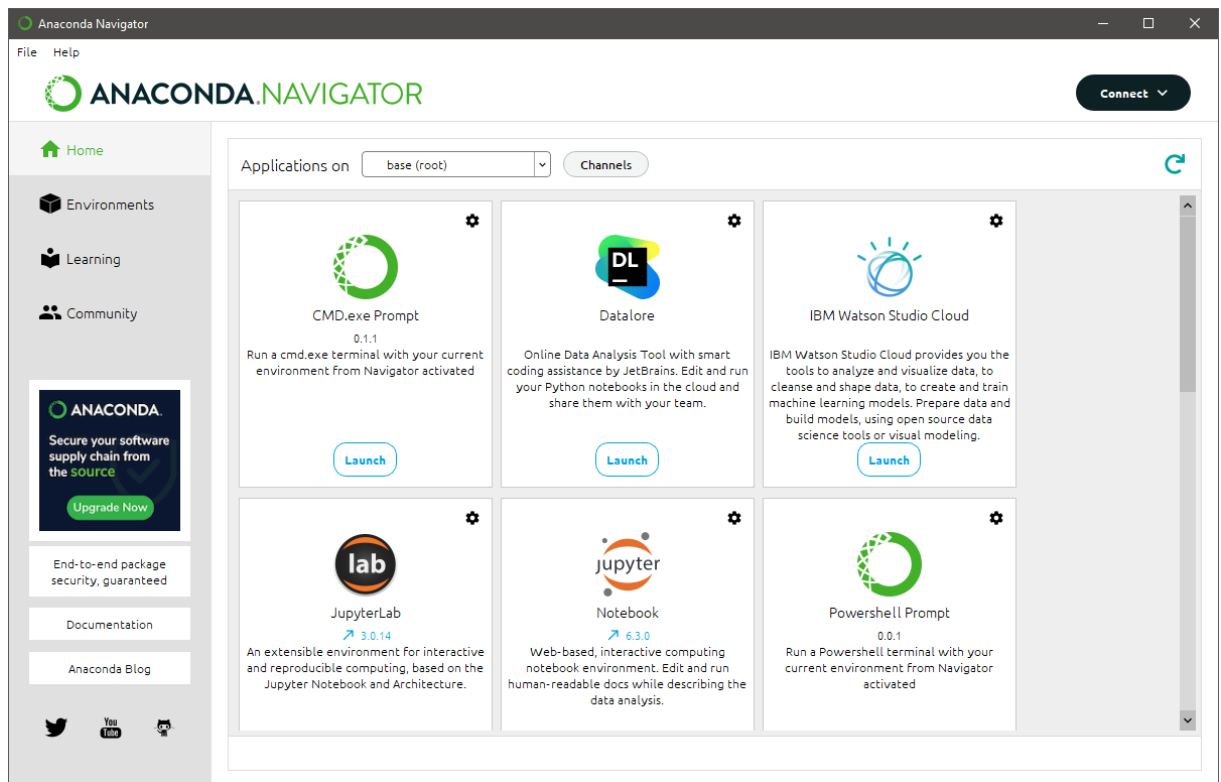 Anaconda Navigator
File Help
ANACONDA.NAVIGATOR
Connect
Home
Environments
Learning
Community
ANACONDA.
Secure your software
supply chain from
the source
Upgrade Now
End-to-end package
security, guaranteed
Documentation
Anaconda Blog
You
Tube
Applications on base (root) Channels
CMD.exe Prompt
0.1.1
Run a cmd.exe terminal with your current
environment from Navigator activated
Launch
DL
Datalore
Online Data Analysis Tool with smart
coding assistance by JetBrains. Edit and run
your Python notebooks in the cloud and
share them with your team.
Launch
IBM Watson Studio Cloud
IBM Watson Studio Cloud provides you the
tools to analyze and visualize data, to
cleanse and shape data, to create and train
machine learning models. Prepare data and
build models, using open source data
science tools or visual modeling.
Launch
lab
JupyterLab
3.0.14
An extensible environment for interactive
and reproducible computing, based on the
Jupyter Notebook and Architecture.
jupyter
Notebook
6.3.0
Web-based, interactive computing
notebook environment. Edit and run
human-readable docs while describing the
data analysis.
Powershell Prompt
0.0.1
Run a Powershell terminal with your
current environment from Navigator
activated